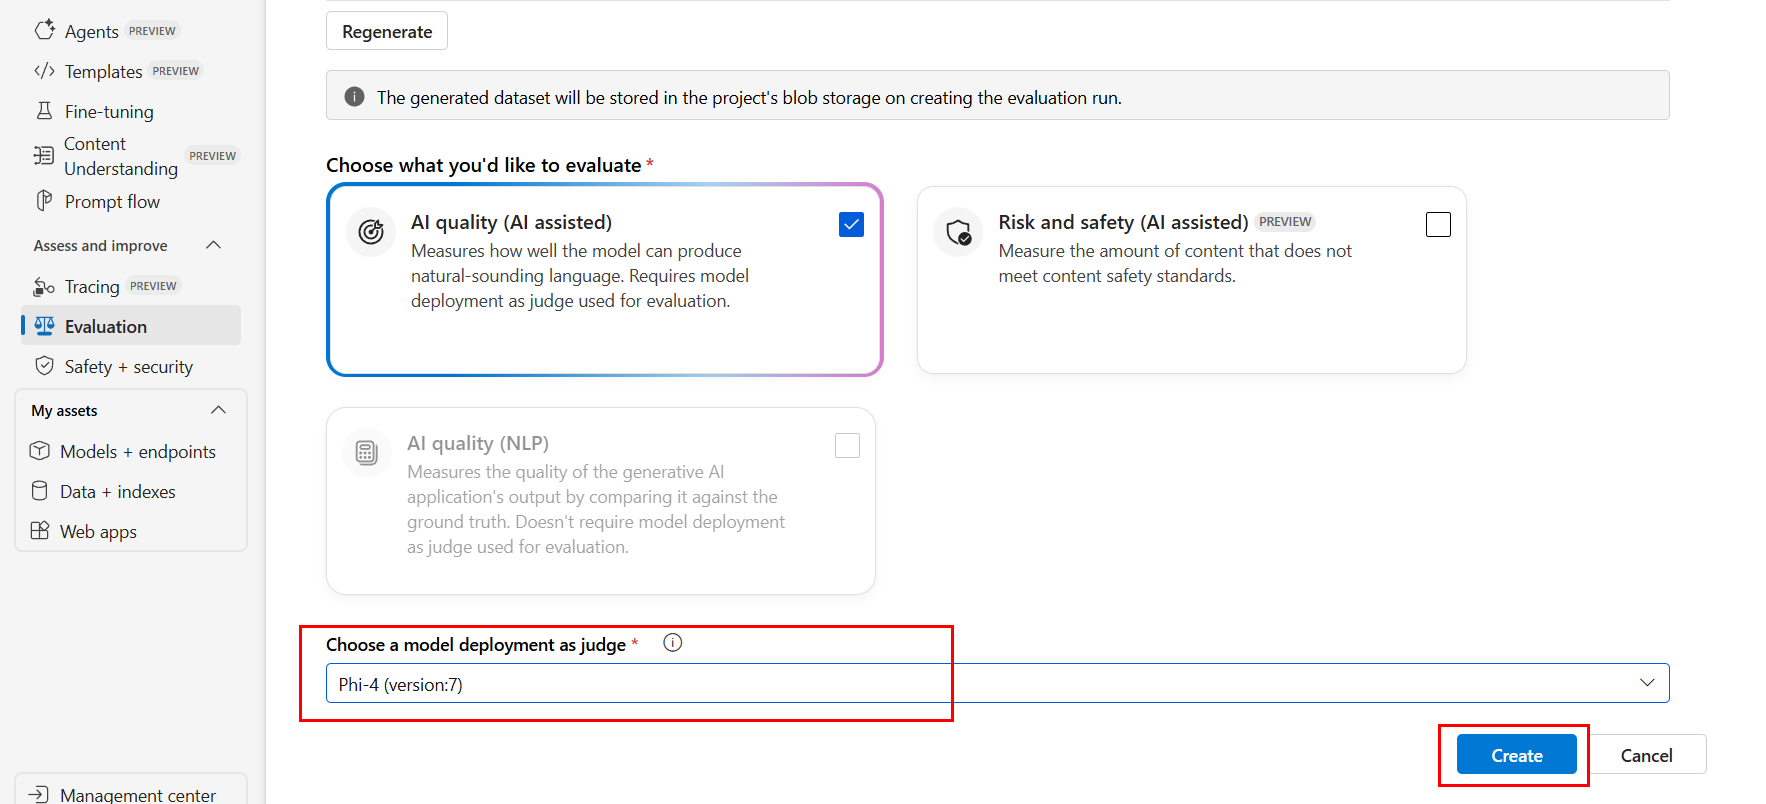 Agents PREVIEW
Templates PREVIEW
Fine-tuning
Content
Understanding PREVIEW
Prompt flow
Assess and improve
Tracing PREVIEW
Evaluation
Safety + security
My assets
Models + endpoints
Data + indexes
Web apps
Management center
Regenerate
The generated dataset will be stored in the project's blob storage on creating the evaluation run.
Choose what you'd like to evaluate *
AI quality (AI assisted)
Measures how well the model can produce
natural-sounding language. Requires model
deployment as judge used for evaluation.
Risk and safety (AI assisted) PREVIEW
Measure the amount of content that does not
meet content safety standards.
AI quality (NLP)
Measures the quality of the generative AI
application's output by comparing it against the
ground truth. Doesn't require model deployment
as judge used for evaluation.
Choose a model deployment as judge *
Phi-4 (version:7)
Create
Cancel